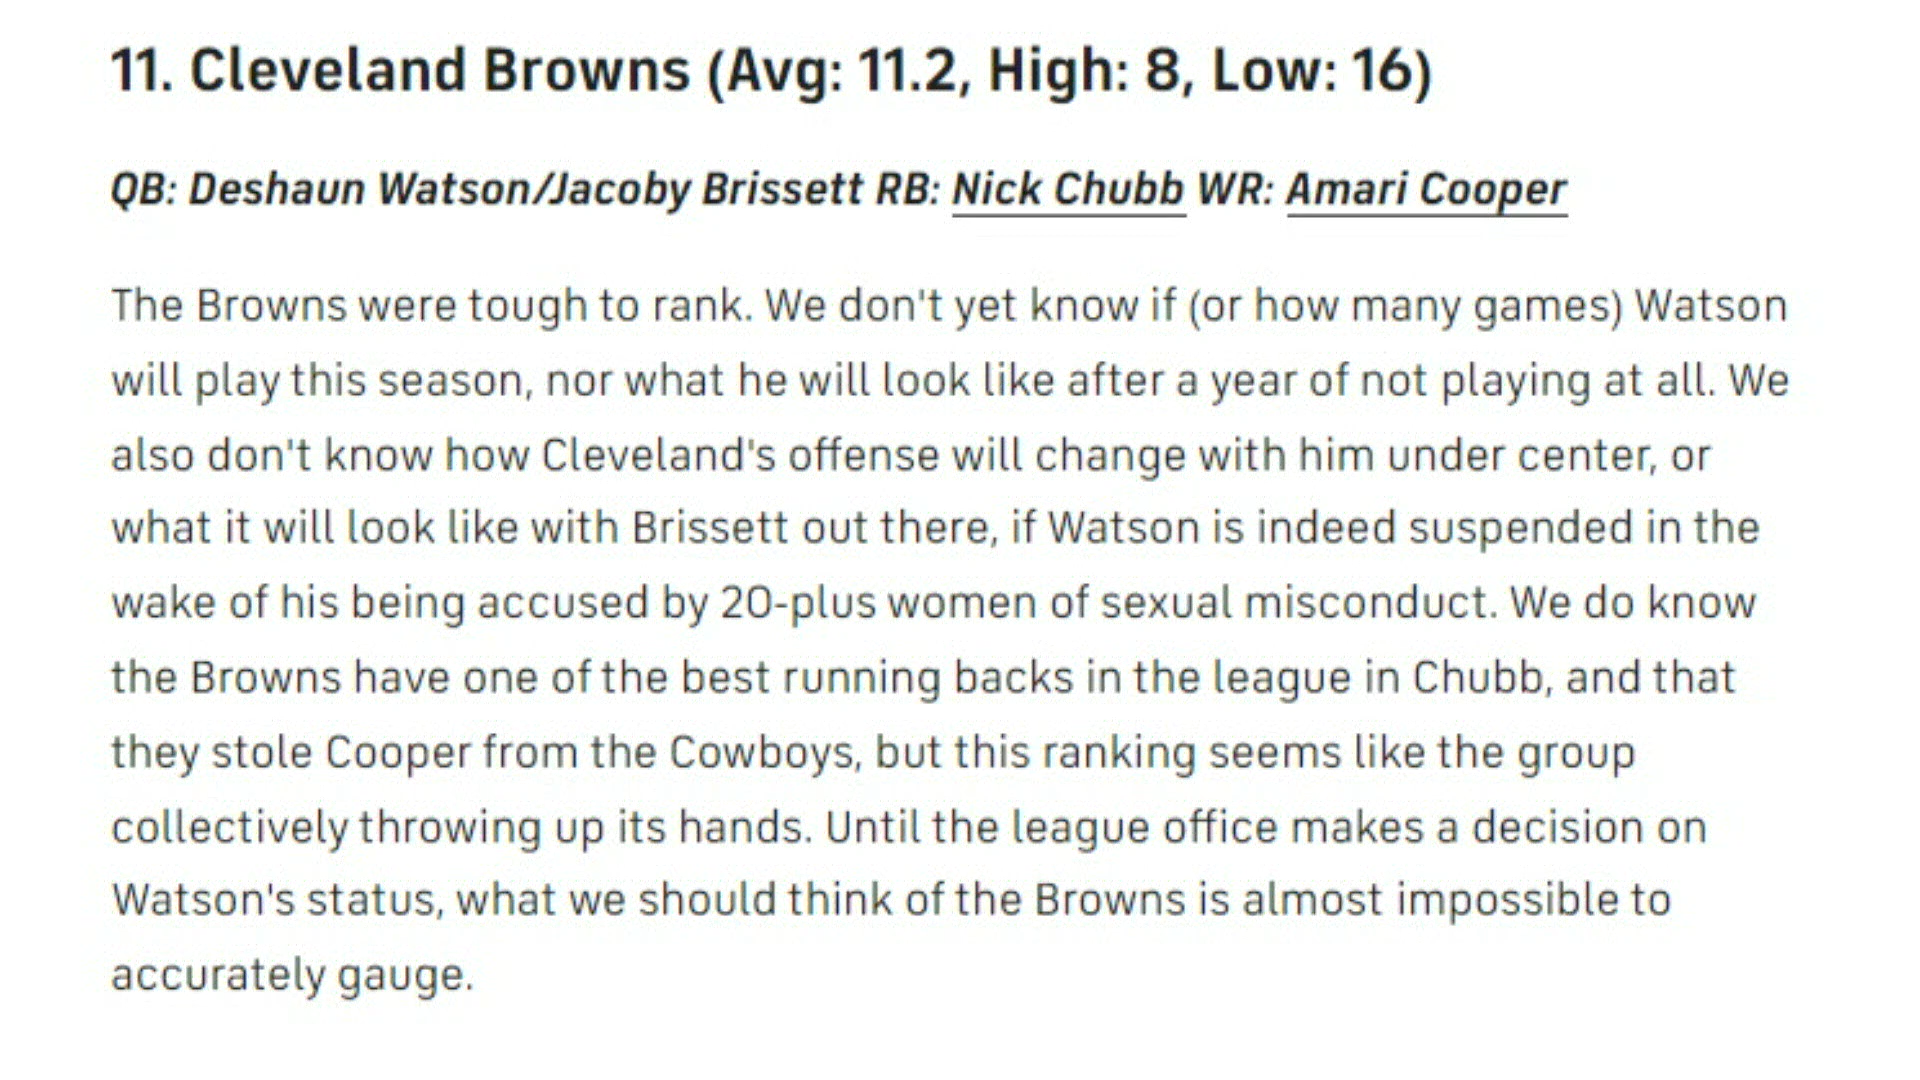 11. Cleveland Browns (Avg: 11.2, High: 8, Low: 16)
QB: Deshaun Watson/Jacoby Brissett RB: Nick Chubb WR: Amari Cooper
The Browns were tough to rank. We don't yet know if (or how many games) Watson
will play this season, nor what he will look like after a year of not playing at all. We
also don't know how Cleveland's offense will change with him under center, or
what it will look like with Brissett out there, if Watson is indeed suspended in the
wake of his being accused by 20-plus women of sexual misconduct. We do know
the Browns have one of the best running backs in the league in Chubb, and that
they stole Cooper from the Cowboys, but this ranking seems like the group
collectively throwing up its hands. Until the league office makes a decision on
Watson's status, what we should think of the Browns is almost impossible to
accurately gauge.